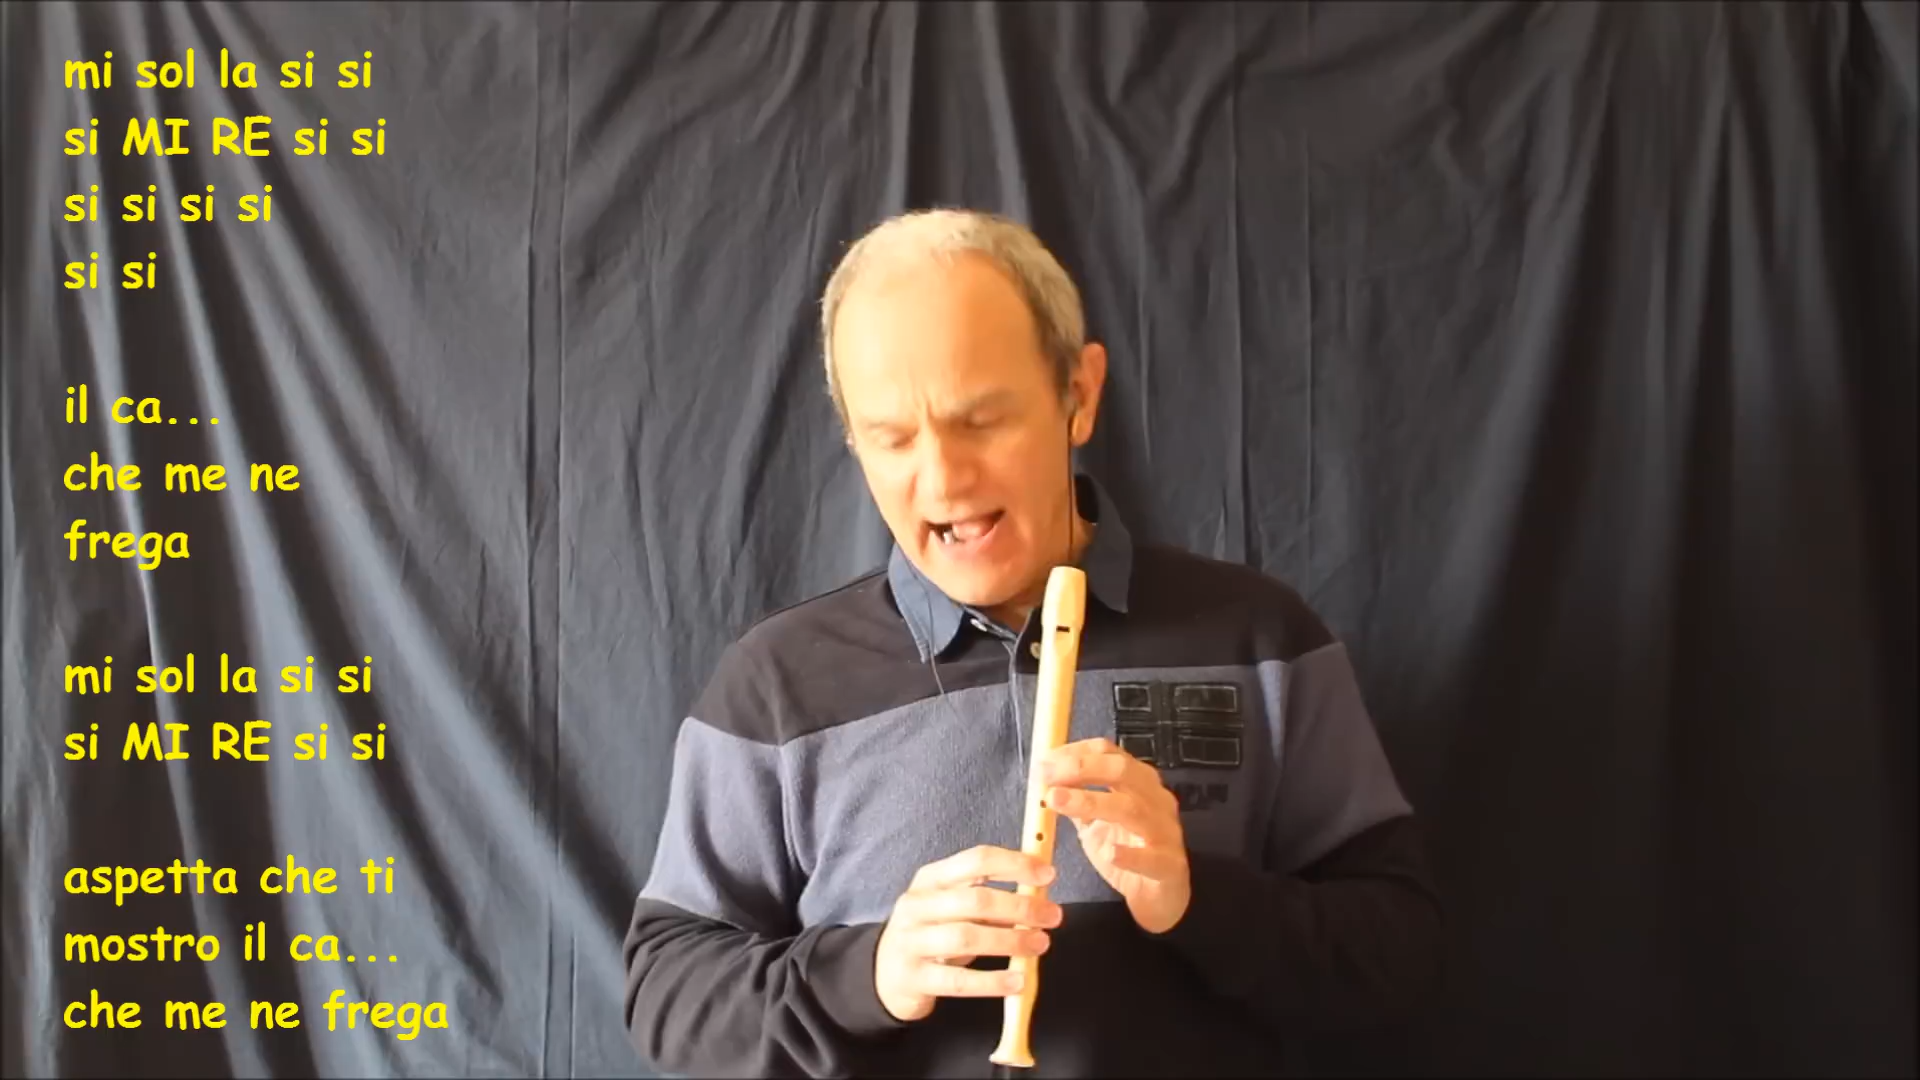 mi sol la si si
si MI RE si si
si si si si
si si
il ca...
che me ne
frega
mi sol la si si
si MI RE si si
aspetta che ti
mostro il ca...
che me ne frega